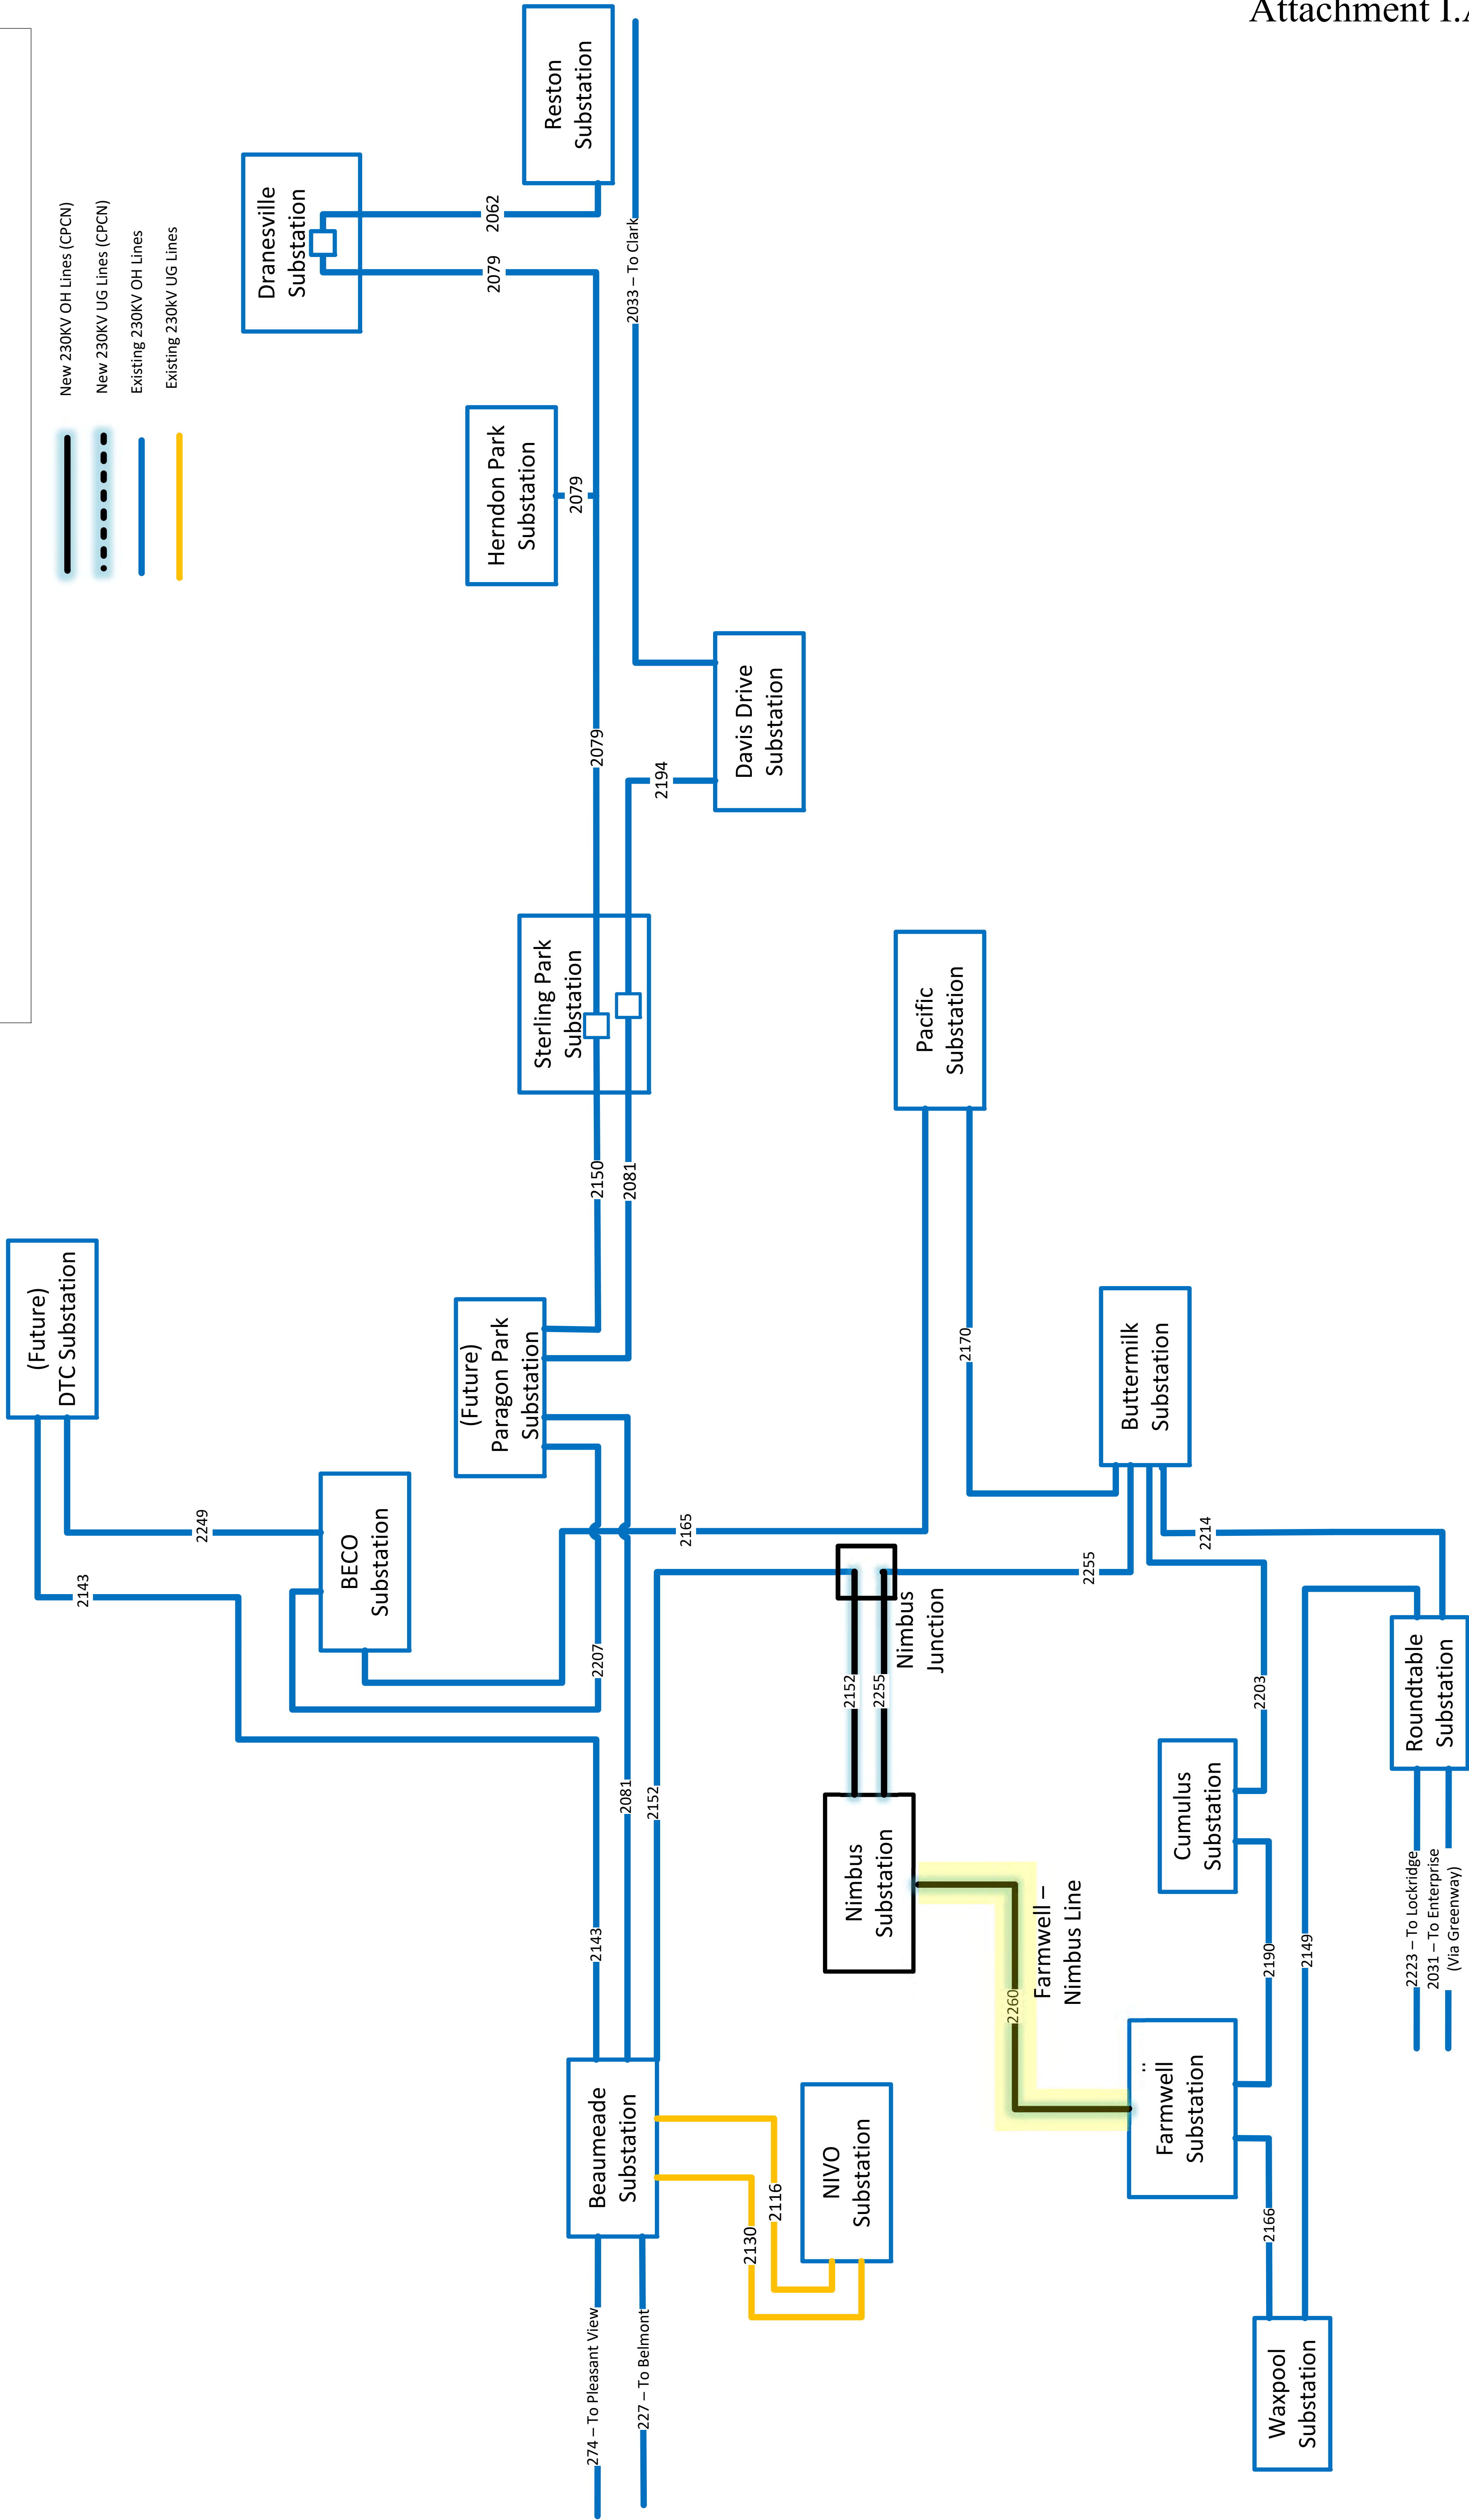 Attachment I.
New 230KV OH Lines (CPCN)
New 230KV UG Lines (CPCN)
Existing 230KV OH Lines
Existing 230kV UG Lines
274 – To Pleasant View
227 – To Belmont
Beaumeade
Substation
2130
2116
NIVO
Substation
2143
2081
2152
2143
2249
(Future)
DTC Substation
BECO
Substation
2207
2165
(Future)
Paragon Park
Substation
2150
2081
Sterling Park
Substation
2079
2194
Davis Drive
Substation
Herndon Park
Substation
2079
Dranesville
Substation
2079
2062
Reston
Substation
2033 – To Clark
Pacific
Substation
2170
Buttermilk
Substation
2214
2255
Nimbus
Junction
2152
2255
Nimbus
Substation
2260
Farmwell –
Nimbus Line
Farmwell
Substation
2166
Waxpool
Substation
2190
2149
Cumulus
Substation
2203
Roundtable
Substation
2223 – To Lockridge
2031 – To Enterprise
(Via Greenway)